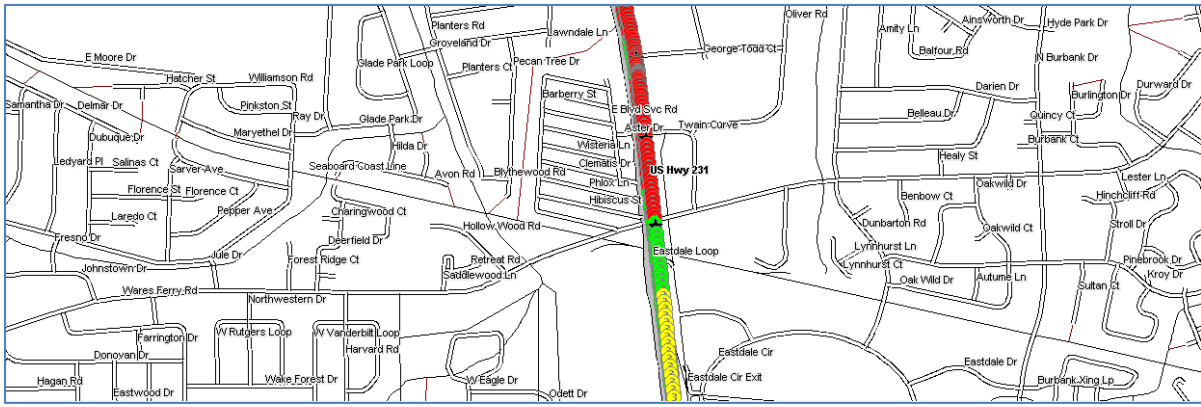 Planters Rd
Oliver Rd
Ainsworth Dr
Hyde Park Dr
Amity Ln
Lawndale Ln
Groveland Dr
George Todd Ct
Balfour Rd
E Moore Dr
Glade Park Loop
Pecan Tree Dr
N Burbank Dr
Planters Ct
Hatcher St
Williamson Rd
Durward Dr
Darien Dr
Barberry St
Burlington Dr
Samantha Dr
Delmar Dr
Pinkston St
E Blvd Svc Rd
Belleau Dr
Quincy Ct
Ray Dr
Glade Park Dr
Aster Dr
Twain Curve
Dubuque Dr
Maryethel Dr
Burbank Ct
Hilda Dr
Wisteria Ln
Healy St
Ledyard Pl
Salinas Ct
Seaboard Coast Line
Clematis Dr
Sarver Ave
Avon Rd
Blythewood Rd
US Hwy 231
Lester Ln
Florence St
Florence Ct
Phlox Ln
Oakwild Dr
Benbow Ct
Hinchcliff Rd
Hibiscus St
Laredo Ct
Pepper Ave
Charingwood Ct
Hollow Wood Rd
Dunbarton Rd
Stroll Dr
Oakwild Ct
Fresno Dr
Deerfield Dr
Lynnhurst Ln
Eastdale Loop
Jule Dr
Forest Ridge Ct
Retreat Rd
Lynnhurst Ct
Pinebrook Dr
Johnstown Dr
Saddlewood Ln
Kroy Dr
Oak Wild Dr
Autume Ln
Sultan Ct
Wares Ferry Rd
Northwestern Dr
W Rutgers Loop
W Vanderbilt Loop
Farrington Dr
Harvard Rd
Eastdale Cir
Donovan Dr
Eastdale Dr
Hagan Rd
Wake Forest Dr
W Eagle Dr
Eastdale Cir Exit
Burbank Xing Lp
Eastwood Dr
Odett Dr